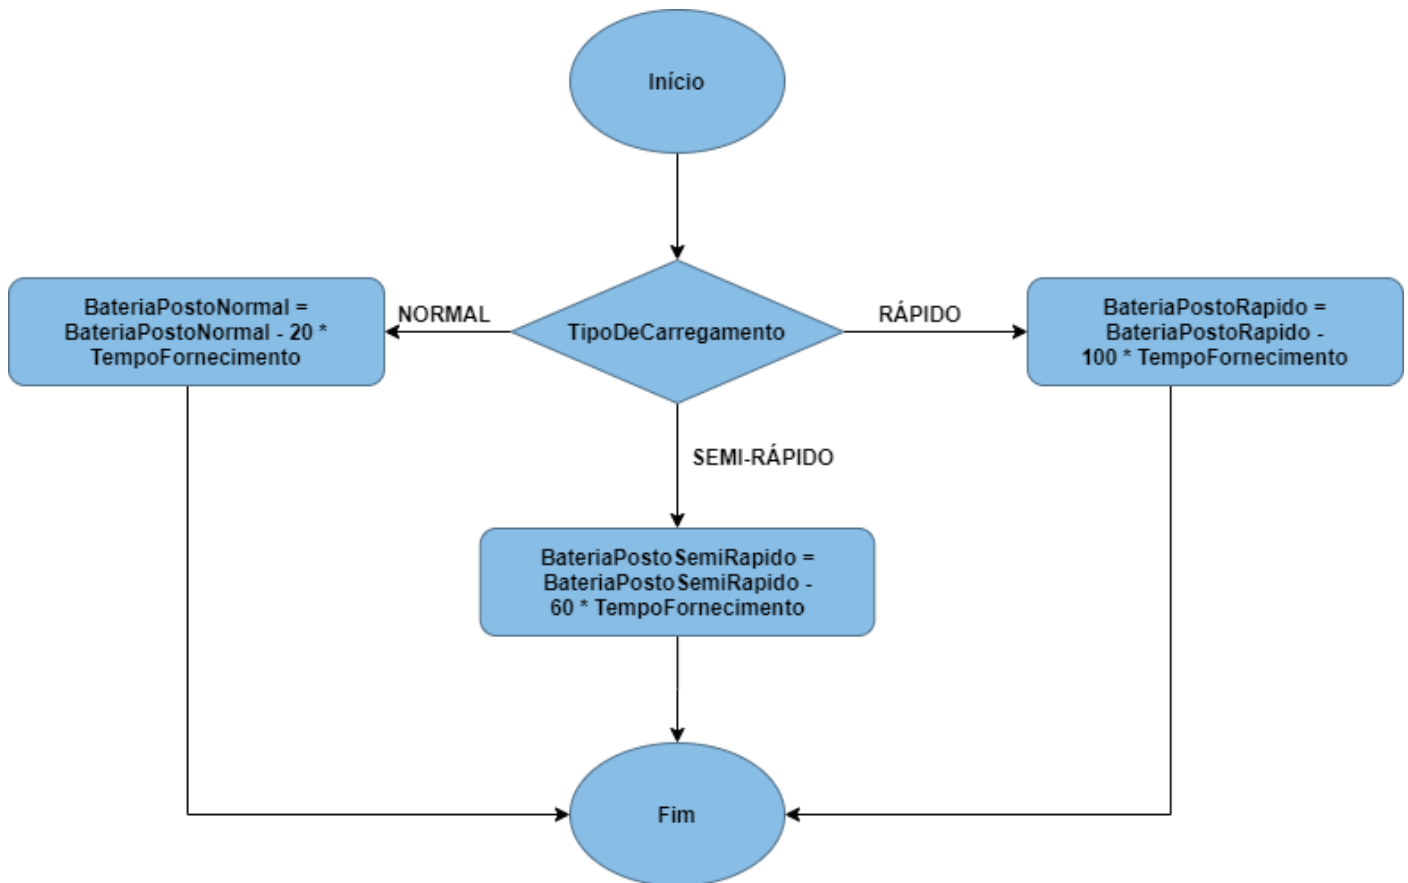 Início
NORMAL
TipoDeCarregamento
RÁPIDO
BateriaPostoNormal =
BateriaPostoNormal - 20 *
TempoFornecimento
BateriaPostoRapido =
BateriaPostoRapido -
100 * TempoFornecimento
SEMI-RÁPIDO
BateriaPostoSemiRapido =
BateriaPostoSemiRapido -
60 * TempoFornecimento
Fim